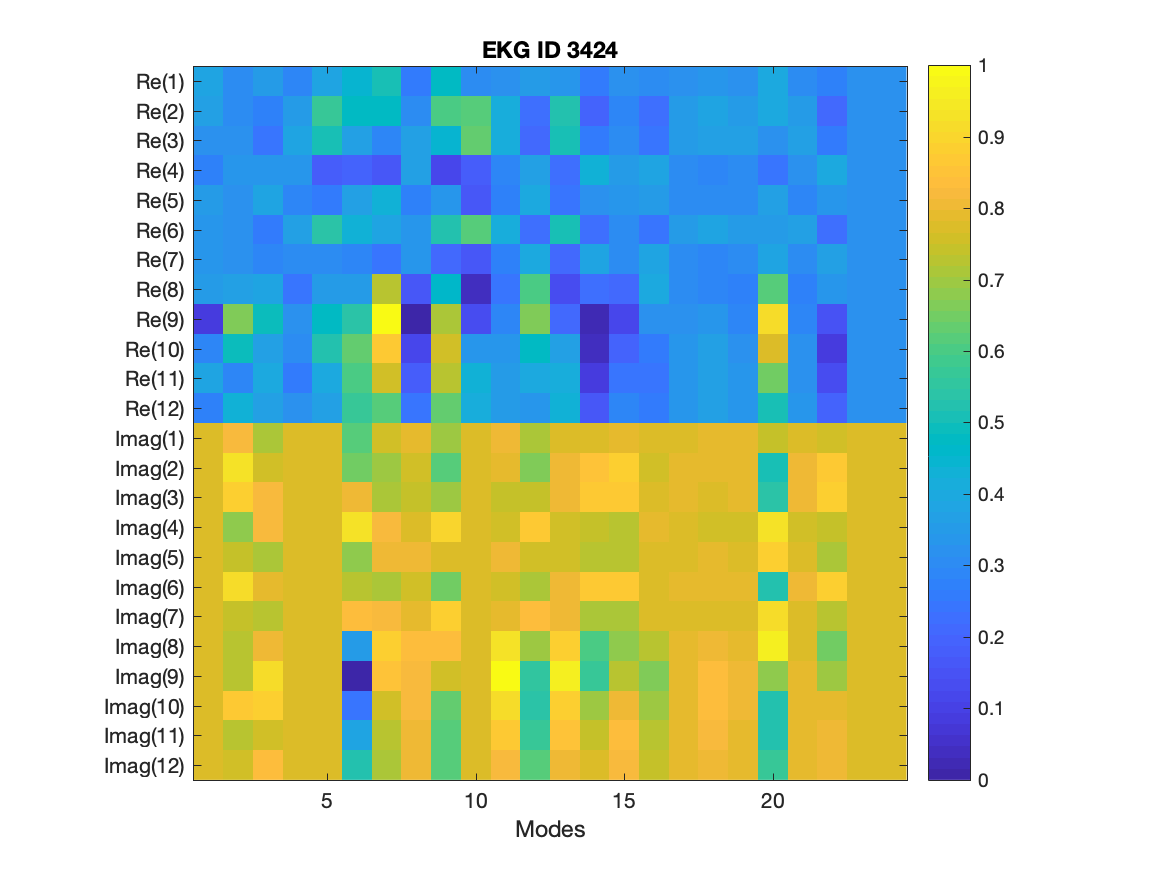 EKG ID 3424
Re(1)
Re(2)
Re(3)
Re(4)
Re(5)
Re(6)
Re(7)
Re(8)
Re(9)
Re(10)
Re(11)
Re(12)
Imag(1)
Imag(2)
Imag(3)
Imag(4)
Imag(5)
Imag(6)
Imag(7)
Imag(8)
Imag(9)
Imag(10)
Imag(11)
Imag(12)
5 10 15 20
Modes
1
0.9
0.8
0.7
0.6
0.5
0.4
0.3
0.2
0.1
0